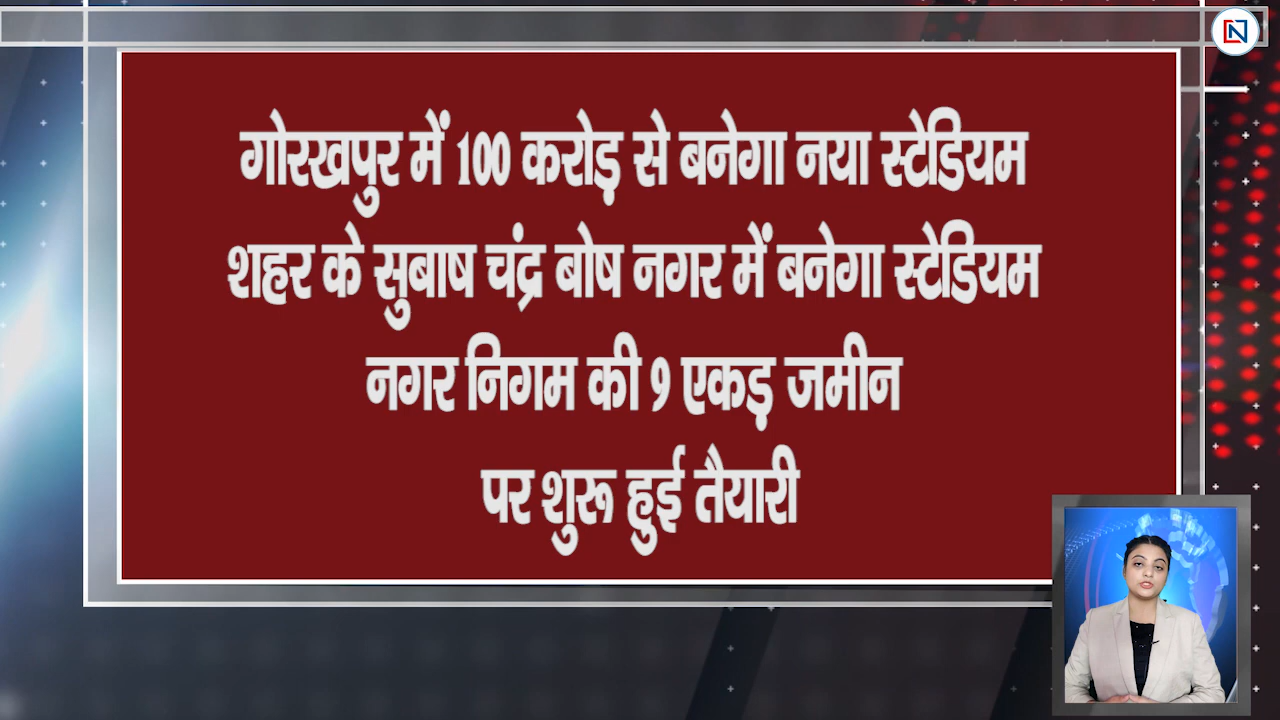 गोरखपुर में 100 करोड़ से बनेगा नया स्टेडियम
शहर के सुबाष चंद्र बोष नगर में बनेगा स्टेडियम
नगर निगम की 9 एकड़ जमीन
पर शुरू हुई तैयारी